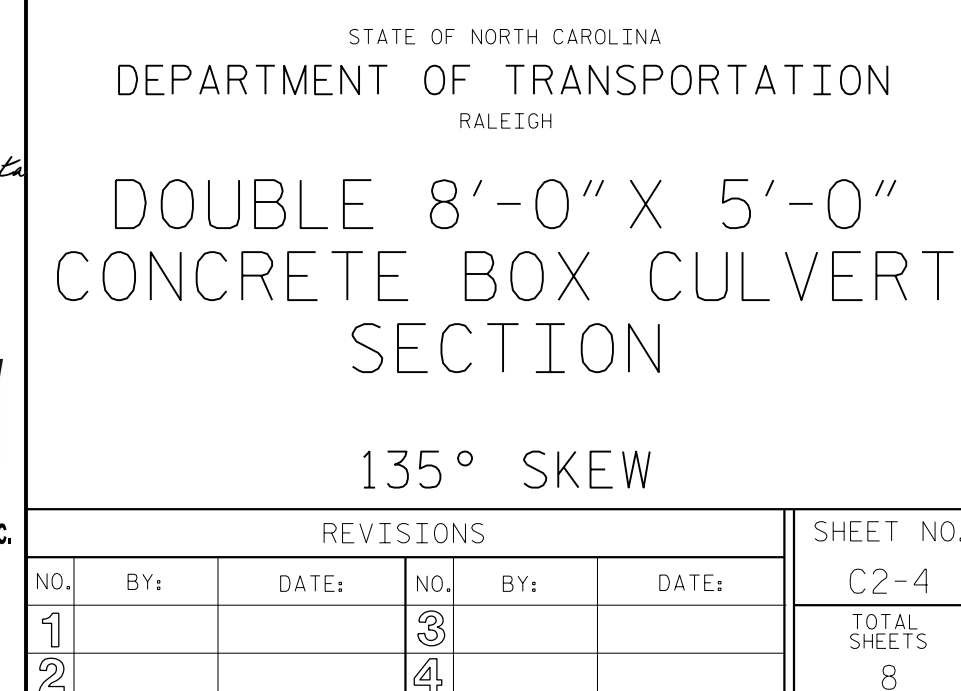 STATE OF NORTH CAROLINA
DEPARTMENT OF TRANSPORTATION
RALEIGH
DOUBLE 8'-0" X 5'-0"
CONCRETE BOX CULVERT
SECTION
135° SKEW
REVISIONS
NO. BY: DATE: NO. BY: DATE:
1 3
2 4
SHEET NO.
C2-4
TOTAL
SHEETS
8